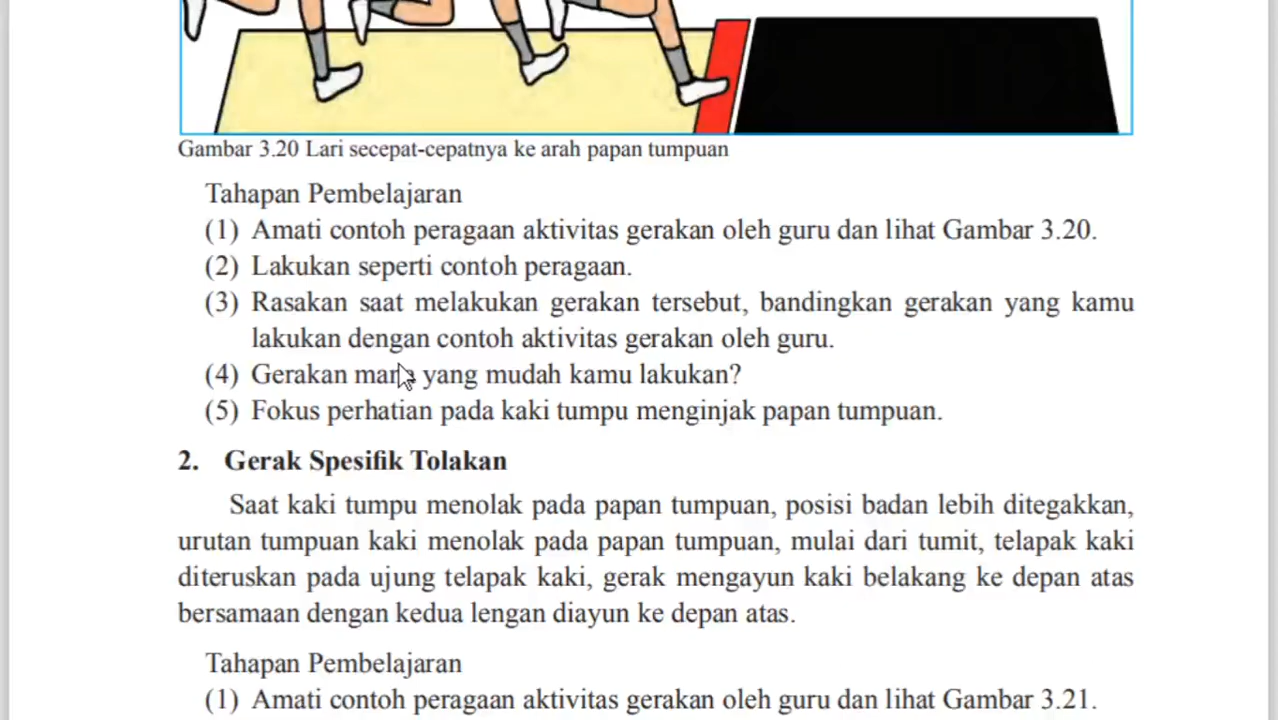 Gambar 3.20 Lari secepat-cepatnya ke arah papan tumpuan
Tahapan Pembelajaran
(1) Amati contoh peragaan aktivitas gerakan oleh guru dan lihat Gambar 3.20.
(2) Lakukan seperti contoh peragaan.
(3) Rasakan saat melakukan gerakan tersebut, bandingkan gerakan yang kamu
lakukan dengan contoh aktivitas gerakan oleh guru.
(4) Gerakan mana yang mudah kamu lakukan?
(5) Fokus perhatian pada kaki tumpu menginjak papan tumpuan.
2. Gerak Spesifik Tolakan
Saat kaki tumpu menolak pada papan tumpuan, posisi badan lebih ditegakkan,
urutan tumpuan kaki menolak pada papan tumpuan, mulai dari tumit, telapak kaki
diteruskan pada ujung telapak kaki, gerak mengayun kaki belakang ke depan atas
bersamaan dengan kedua lengan diayun ke depan atas.
Tahapan Pembelajaran
(1) Amati contoh peragaan aktivitas gerakan oleh guru dan lihat Gambar 3.21.